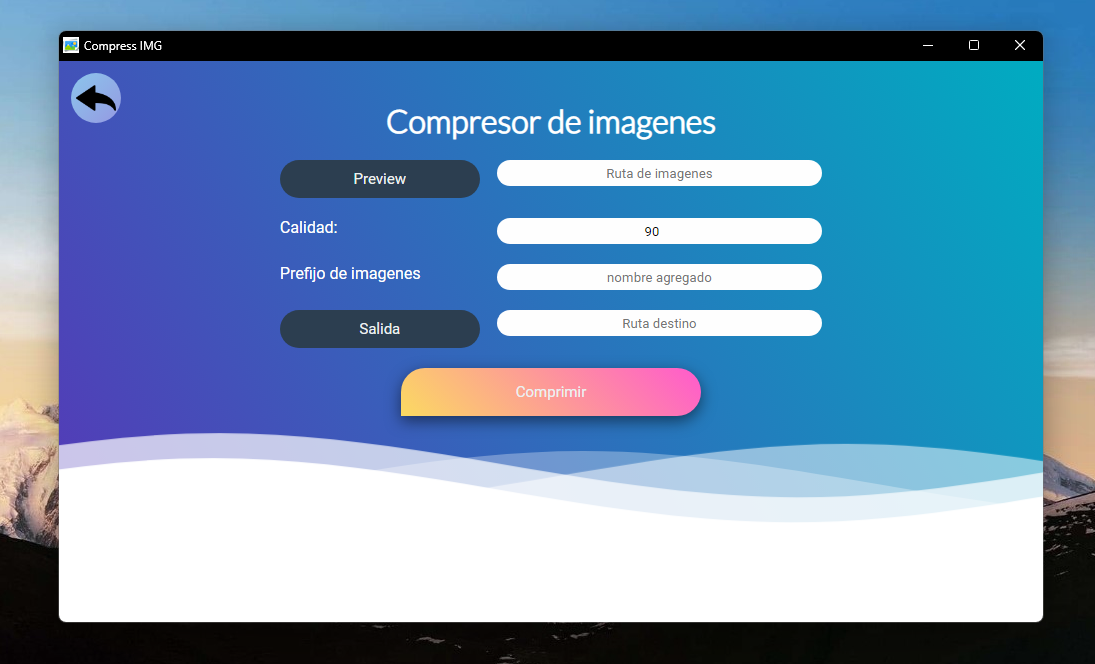 Compress IMG
Compresor de imagenes
Preview
Ruta de imagenes
Calidad:
90
Prefijo de imagenes
nombre agregado
Salida
Ruta destino
Comprimir